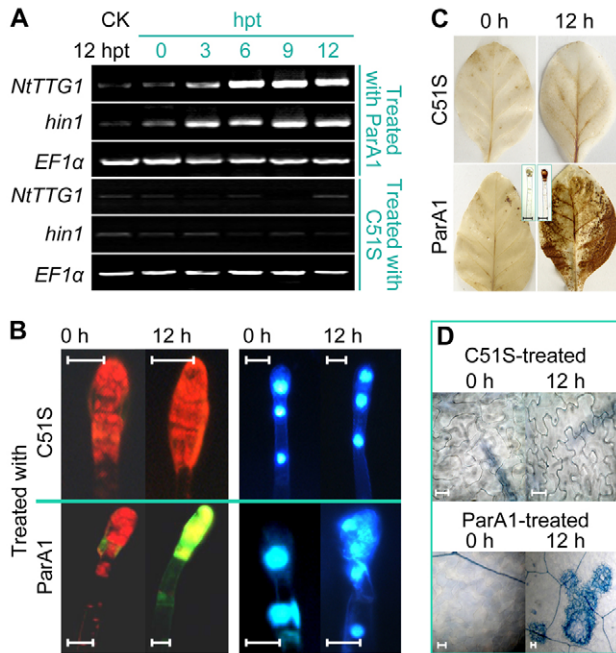 A
CK hpt
12 hpt 0 3 6 9 12
NtTTG1
hin1
EF1α
Treated with ParA1
NtTTG1
hin1
EF1α
Treated with C51S
B
0 h 12 h 0 h 12 h
Treated with
C51S
ParA1
C
0 h 12 h
C51S
ParA1
D
C51S-treated
0 h 12 h
ParA1-treated
0 h 12 h